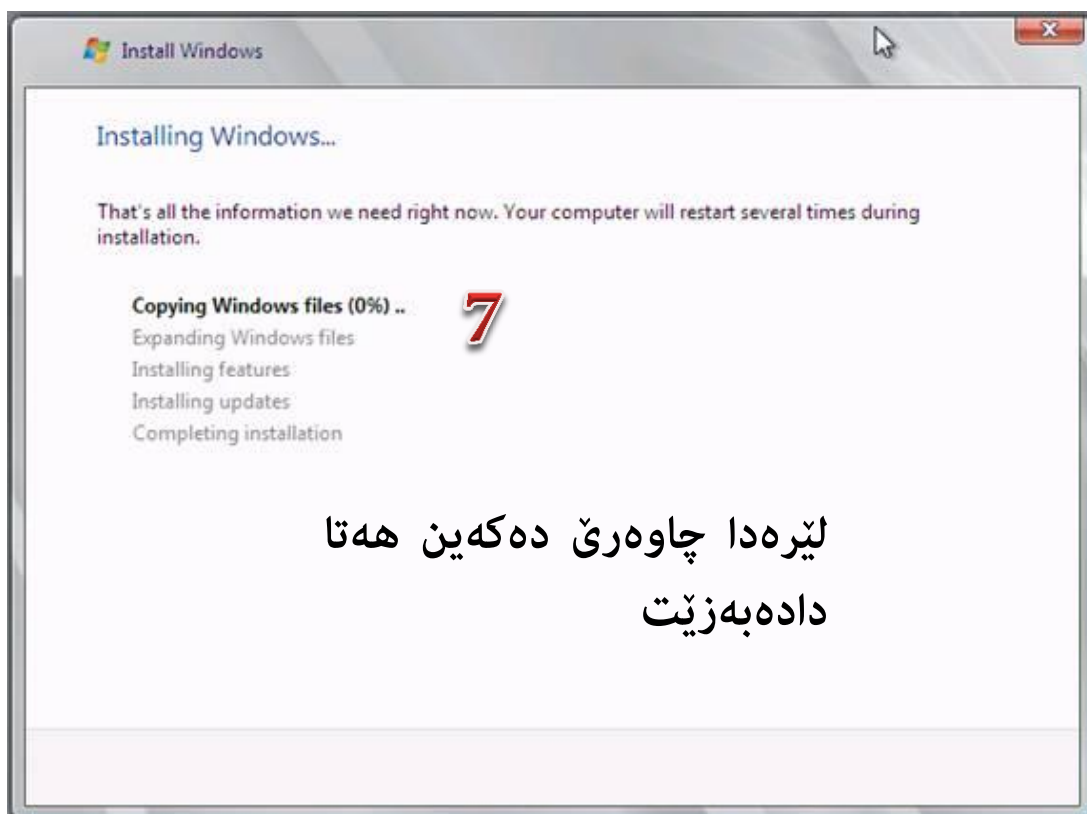 Install Windows
Installing Windows...
That's all the information we need right now. Your computer will restart several times during
installation.
Copying Windows files (0%) ..
7
Expanding Windows files
Installing features
Installing updates
Completing installation
لێرەدا چاوەرێ دەکەین هەتا
دادەبەزێت